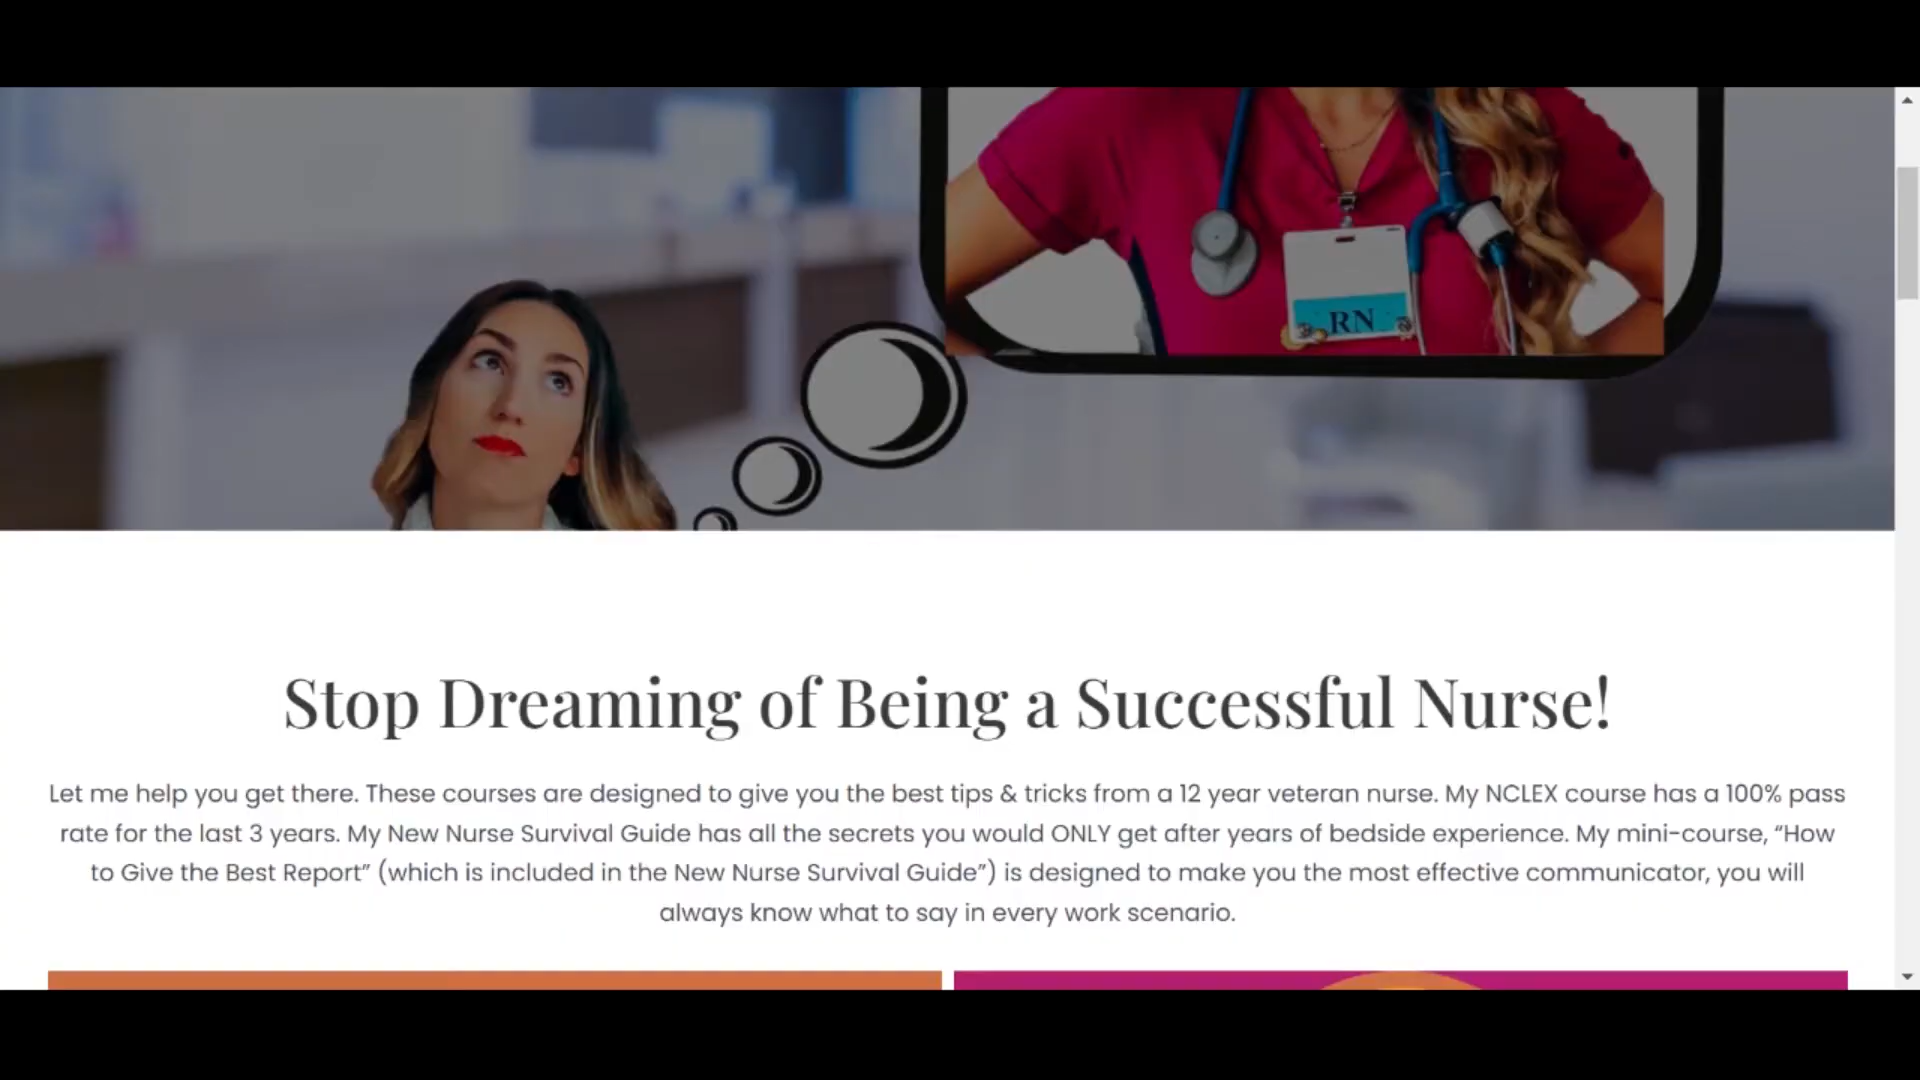 RN
Stop Dreaming of Being a Successful Nurse!
Let me help you get there. These courses are designed to give you the best tips & tricks from a 12 year veteran nurse. My NCLEX course has a 100% pass
rate for the last 3 years. My New Nurse Survival Guide has all the secrets you would ONLY get after years of bedside experience. My mini-course, “How
to Give the Best Report” (which is included in the New Nurse Survival Guide”) is designed to make you the most effective communicator, you will
always know what to say in every work scenario.